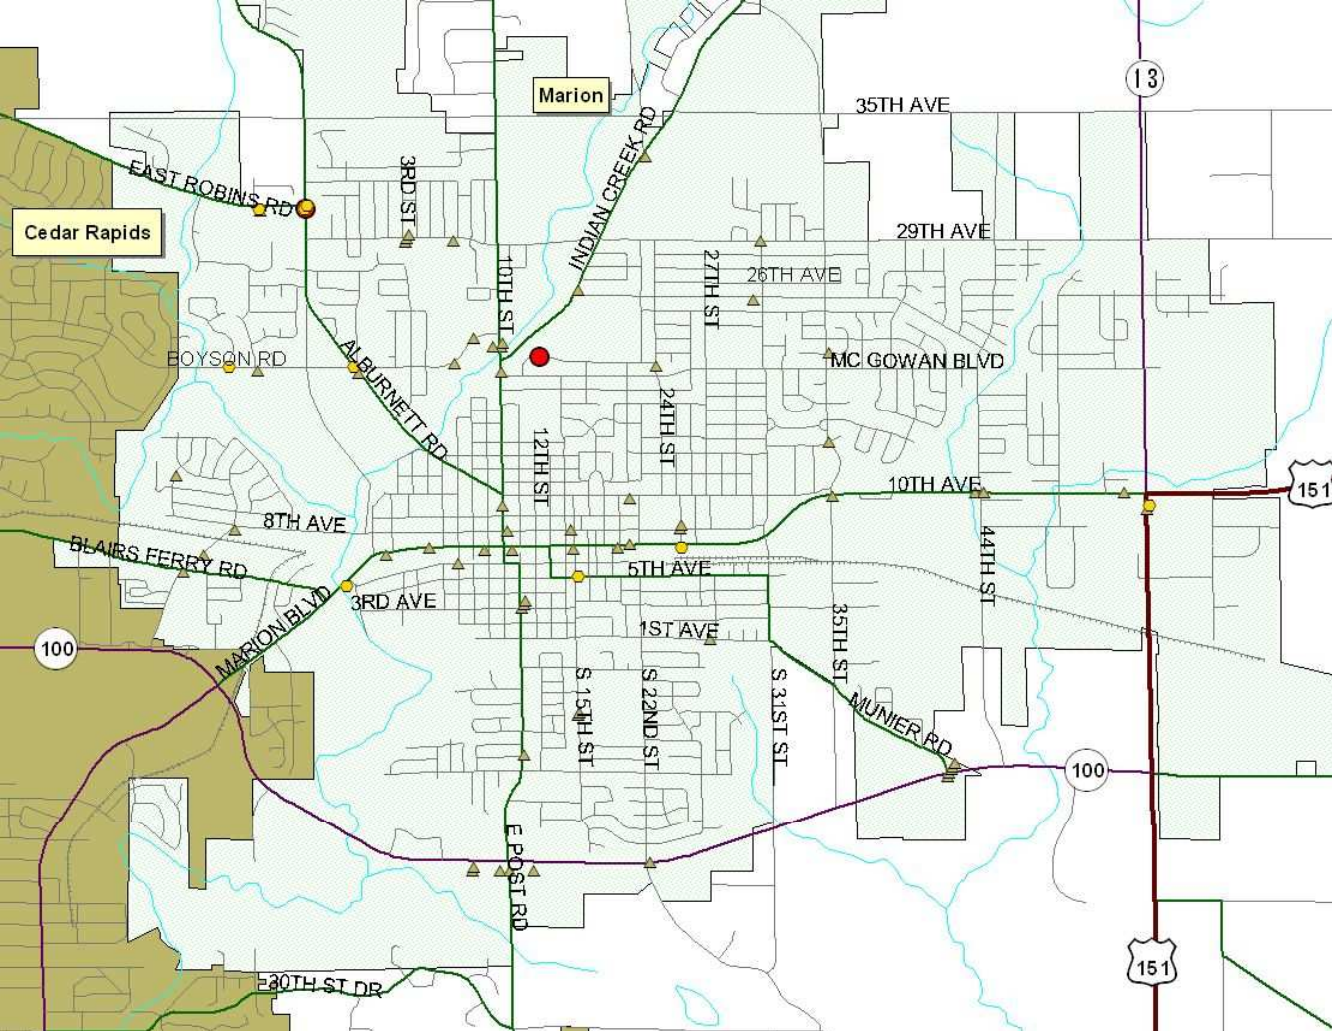 13
Marion
35TH AVE
INDIAN CREEK RD
EAST ROBINS RD
3RD ST
Cedar Rapids
29TH AVE
27TH ST
26TH AVE
10TH ST
BOYSON RD
ALBURNETT RD
MC GOWAN BLVD
24TH ST
12TH ST
10TH AVE
151
8TH AVE
BLAIRS FERRY RD
44TH ST
5TH AVE
MARION BLVD
3RD AVE
1ST AVE
35TH ST
100
S 15TH ST
S 22ND ST
S 31ST ST
MUNIER RD
100
E POST RD
151
30TH ST DR